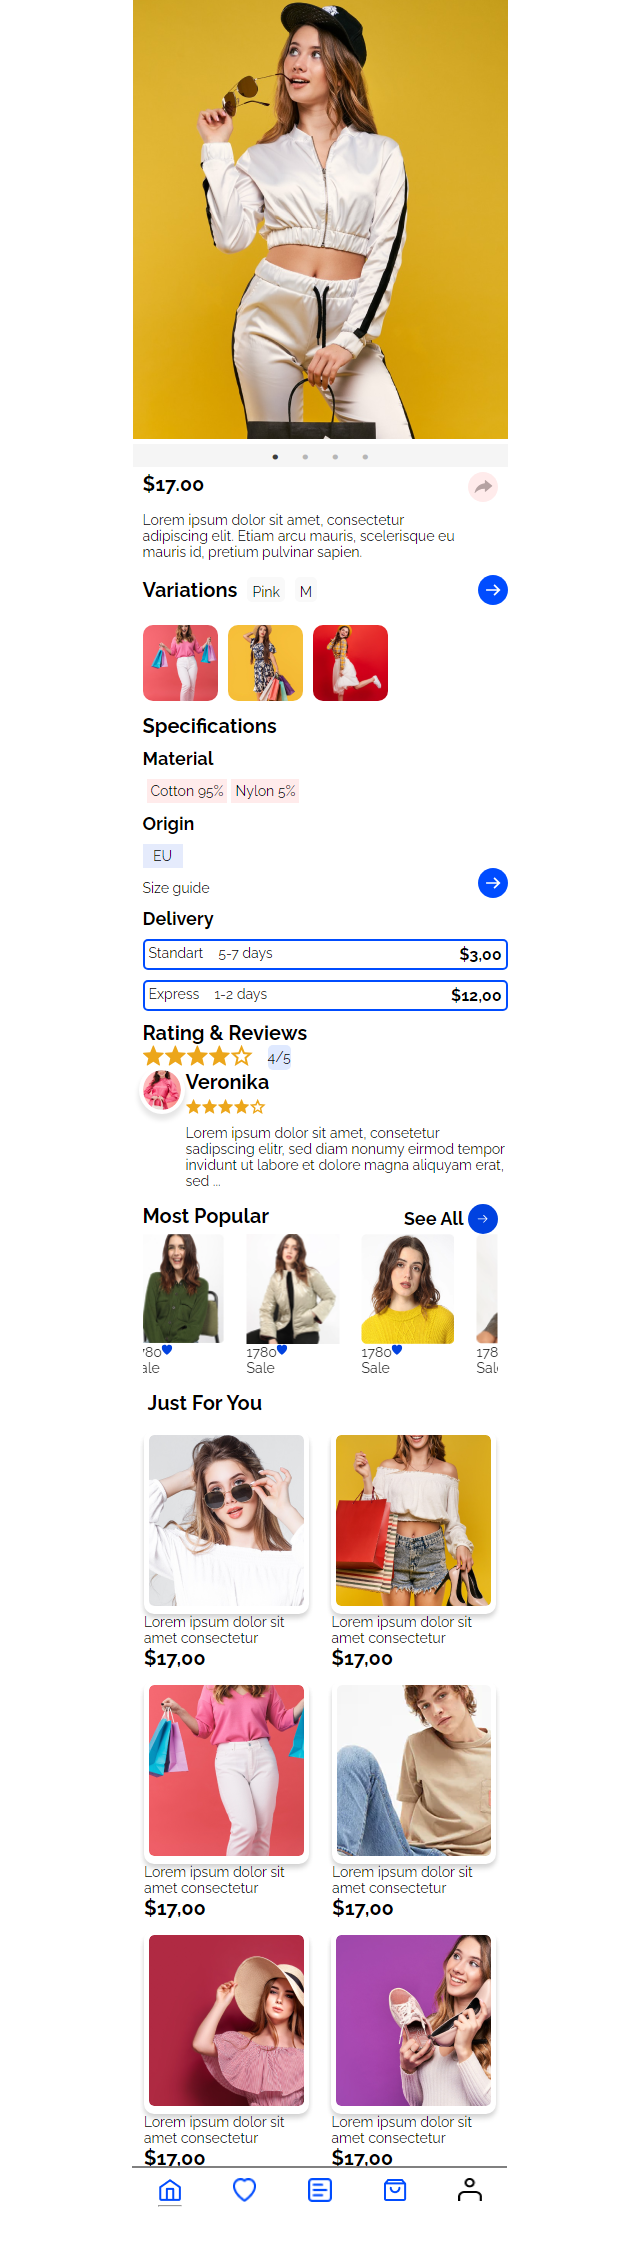 $17.00
Lorem ipsum dolor sit amet, consectetur
adipiscing elit. Etiam arcu mauris, scelerisque eu
mauris id, pretium pulvinar sapien.
Variations Pink M
Specifications
Material
Cotton 95% Nylon 5%
Origin
EU
Size guide
Delivery
Standart 5-7 days $3,00
Express 1-2 days $12,00
Rating & Reviews
4/5
Veronika
Lorem ipsum dolor sit amet, consetetur
sadipscing elitr, sed diam nonumy eirmod tempor
invidunt ut labore et dolore magna aliquyam erat,
sed ...
Most Popular See All
780 1780 1780 178
ale Sale Sale Sal
Just For You
Lorem ipsum dolor sit
amet consectetur
$17,00
Lorem ipsum dolor sit
amet consectetur
$17,00
Lorem ipsum dolor sit
amet consectetur
$17,00
Lorem ipsum dolor sit
amet consectetur
$17,00
Lorem ipsum dolor sit
amet consectetur
$17,00
Lorem ipsum dolor sit
amet consectetur
$17,00